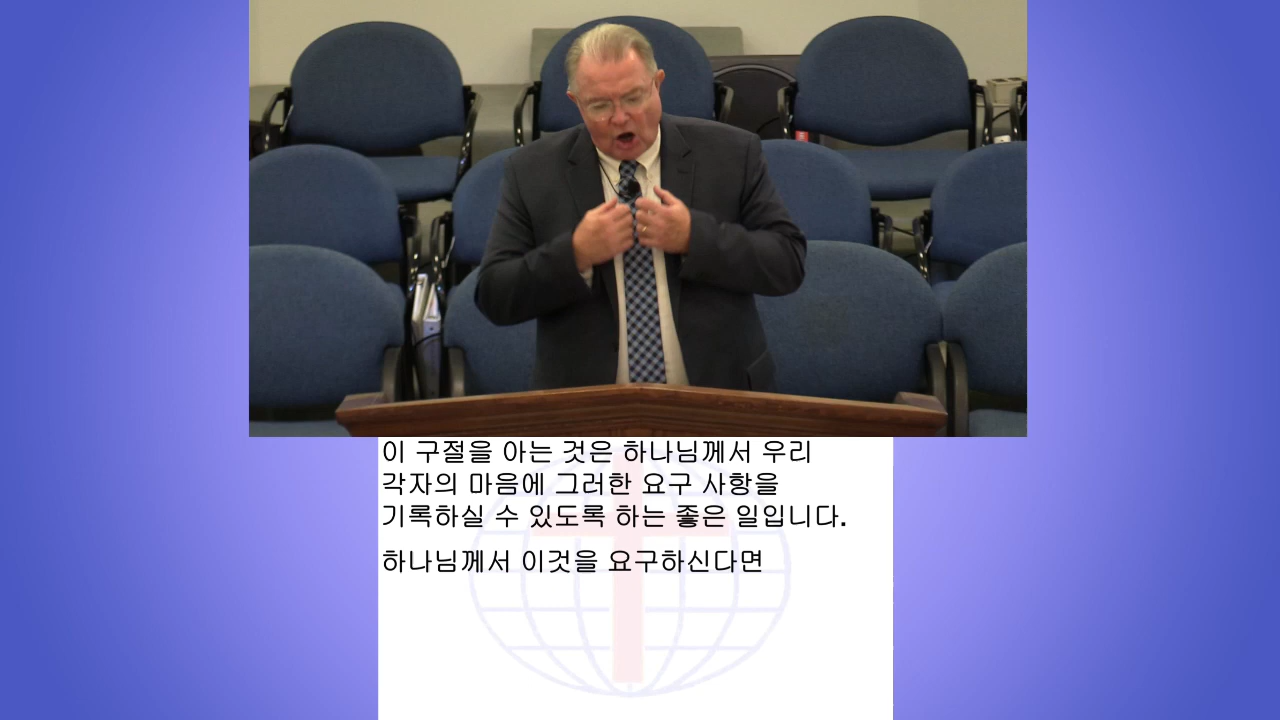 이 구절을 아는 것은 하나님께서 우리
각자의 마음에 그러한 요구 사항을
기록하실 수 있도록 하는 좋은 일입니다.
하나님께서 이것을 요구하신다면